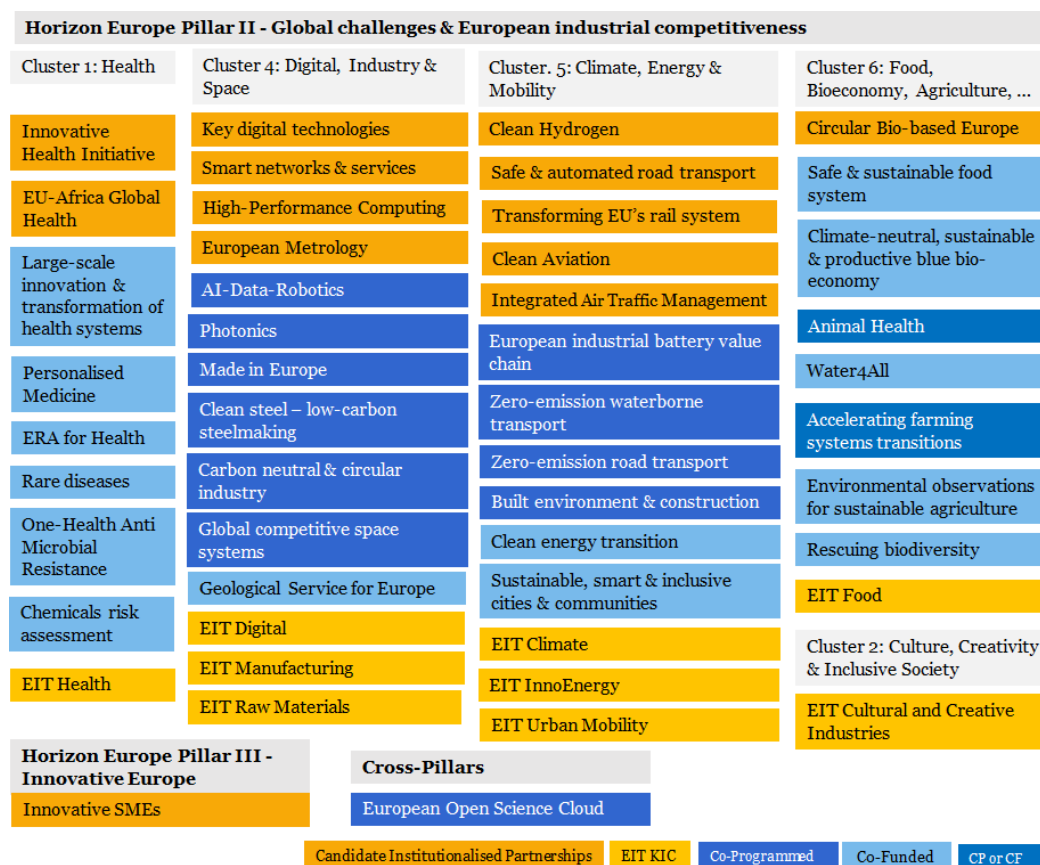 Horizon Europe Pillar II - Global challenges & European industrial competitiveness
Cluster 1: Health
Innovative
Health Initiative
EU-Africa Global
Health
Large-scale
innovation &
transformation of
health systems
Personalised
Medicine
ERA for Health
Rare diseases
One-Health Anti
Microbial
Resistance
Chemicals risk
assessment
EIT Health
Cluster 4: Digital, Industry &
Space
Key digital technologies
Smart networks & services
High-Performance Computing
European Metrology
AI-Data-Robotics
Photonics
Made in Europe
Clean steel – low-carbon
steelmaking
Carbon neutral & circular
industry
Global competitive space
systems
Geological Service for Europe
EIT Digital
EIT Manufacturing
EIT Raw Materials
Cluster. 5: Climate, Energy &
Mobility
Clean Hydrogen
Safe & automated road transport
Transforming EU's rail system
Clean Aviation
Integrated Air Traffic Management
European industrial battery value
chain
Zero-emission waterborne
transport
Zero-emission road transport
Built environment & construction
Clean energy transition
Sustainable, smart & inclusive
cities & communities
EIT Climate
EIT InnoEnergy
EIT Urban Mobility
Cluster 6: Food,
Bioeconomy, Agriculture, ...
Circular Bio-based Europe
Safe & sustainable food
system
Climate-neutral, sustainable
& productive blue bio-
economy
Animal Health
Water4All
Accelerating farming
systems transitions
Environmental observations
for sustainable agriculture
Rescuing biodiversity
EIT Food
Cluster 2: Culture, Creativity
& Inclusive Society
EIT Cultural and Creative
Industries
Horizon Europe Pillar III -
Innovative Europe
Innovative SMEs
Cross-Pillars
European Open Science Cloud
Candidate Institutionalised Partnerships
EIT KIC
Co-Programmed
Co-Funded
CP or CF